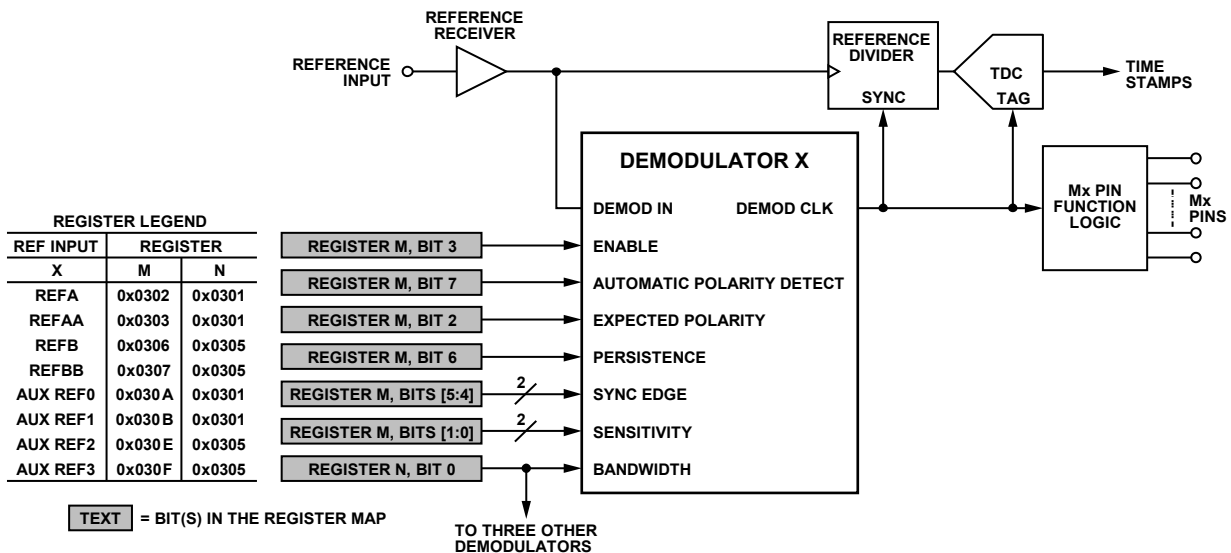 REFERENCE
RECEIVER
REFERENCE
INPUT
REFERENCE
DIVIDER
SYNC
TDC
TAG
TIME
STAMPS
DEMODULATOR X
DEMOD IN
DEMOD CLK
ENABLE
AUTOMATIC POLARITY DETECT
EXPECTED POLARITY
PERSISTENCE
SYNC EDGE
SENSITIVITY
BANDWIDTH
Mx PIN
FUNCTION
LOGIC
Mx
PINS
REGISTER LEGEND
REF INPUT REGISTER
X M N
REFA 0x0302 0x0301
REFAA 0x0303 0x0301
REFB 0x0306 0x0305
REFBB 0x0307 0x0305
AUX REF0 0x030A 0x0301
AUX REF1 0x030B 0x0301
AUX REF2 0x030E 0x0305
AUX REF3 0x030F 0x0305
REGISTER M, BIT 3
REGISTER M, BIT 7
REGISTER M, BIT 2
REGISTER M, BIT 6
REGISTER M, BITS [5:4]
2
REGISTER M, BITS [1:0]
2
REGISTER N, BIT 0
TEXT = BIT(S) IN THE REGISTER MAP
TO THREE OTHER
DEMODULATORS